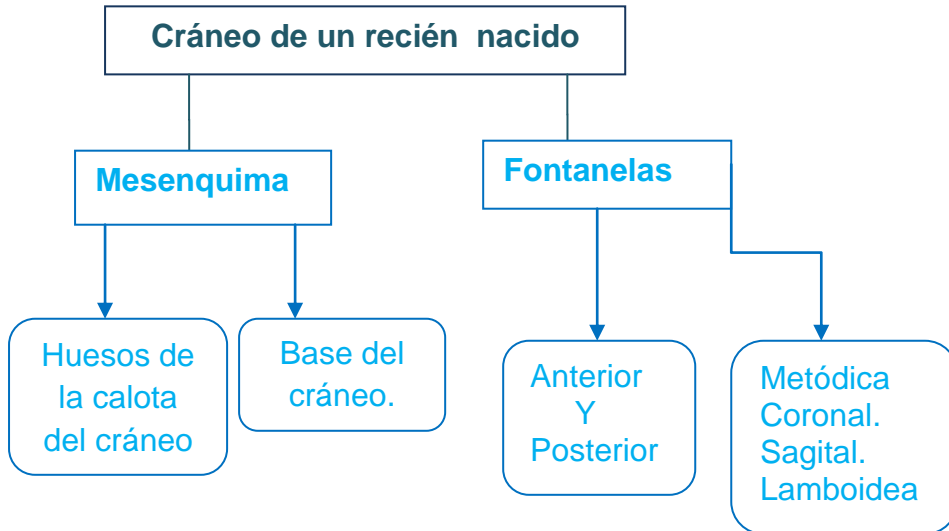 Cráneo de un recién nacido
Mesenquima
Fontanelas
Huesos de
la calota
del cráneo
Base del
cráneo.
Anterior
Y
Posterior
Metódica
Coronal.
Sagital.
Lamboidea